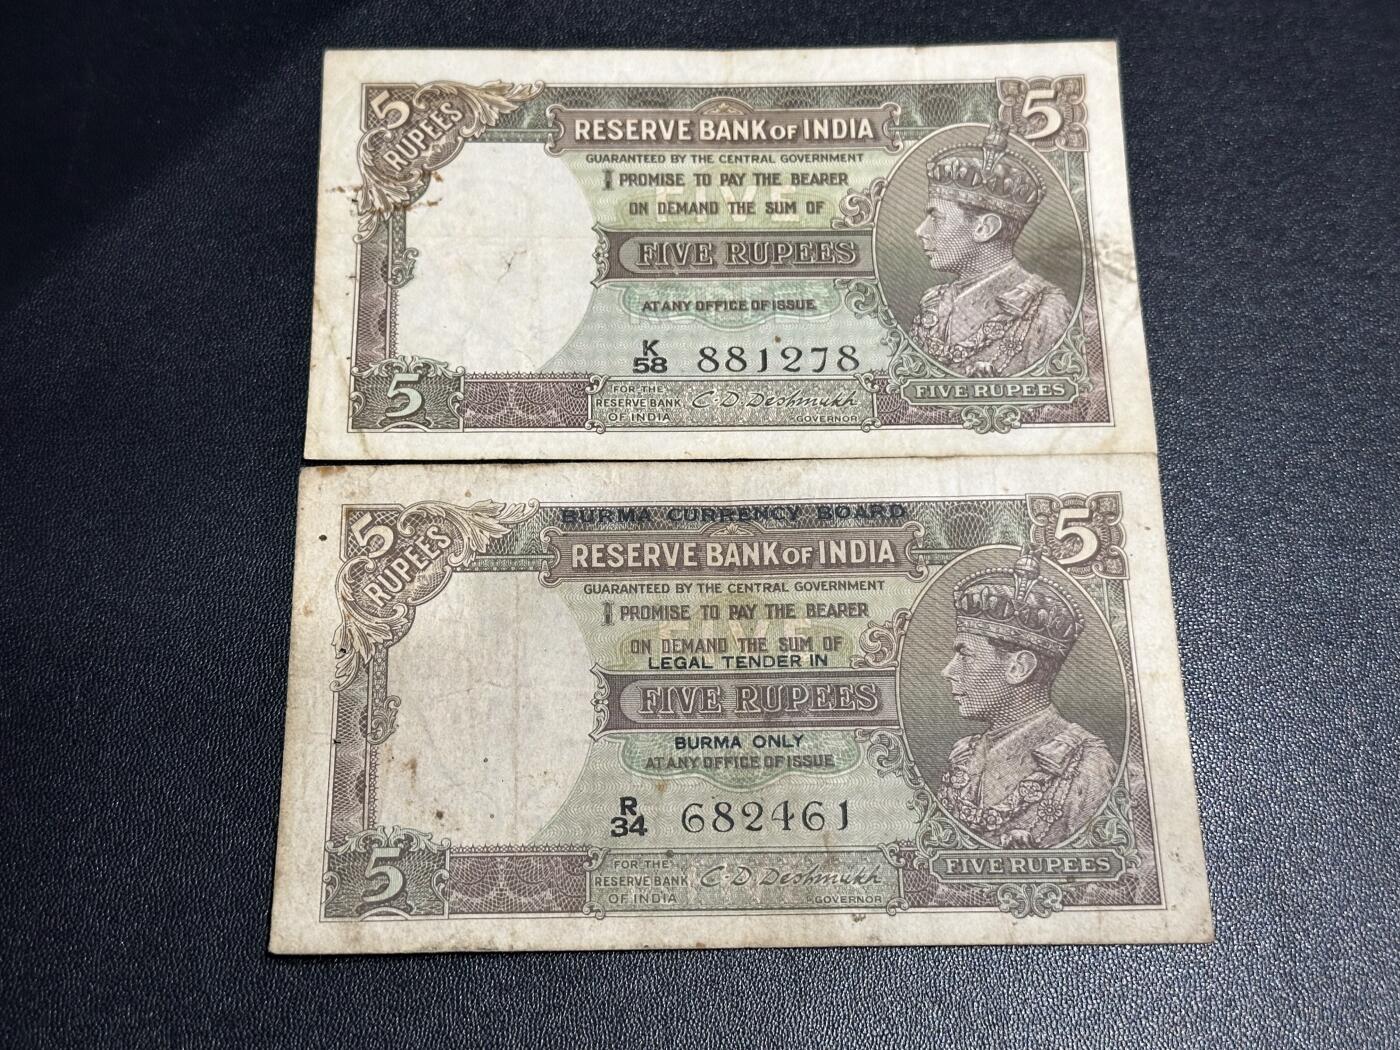 5
RUPEES
5
RESERVE BANK OF INDIA
GUARANTEED BY THE CENTRAL GOVERNMENT
I PROMISE TO PAY THE BEARER
FIVE
ON DEMAND THE SUM OF
FIVE RUPEES
AT ANY OFFICE OF ISSUE
K
58 881278
FOR THE
RESERVE BANK
OF INDIA
C. D. Deshmukh
GOVERNOR
FIVE RUPEES
5
5
RUPEES
5
BURMA CURRENCY BOARD
RESERVE BANK OF INDIA
GUARANTEED BY THE CENTRAL GOVERNMENT
I PROMISE TO PAY THE BEARER
FIVE
ON DEMAND THE SUM OF
LEGAL TENDER IN
FIVE RUPEES
BURMA ONLY
AT ANY OFFICE OF ISSUE
R
34 682461
FOR THE
RESERVE BANK
OF INDIA
C. D. Deshmukh
GOVERNOR
FIVE RUPEES
5